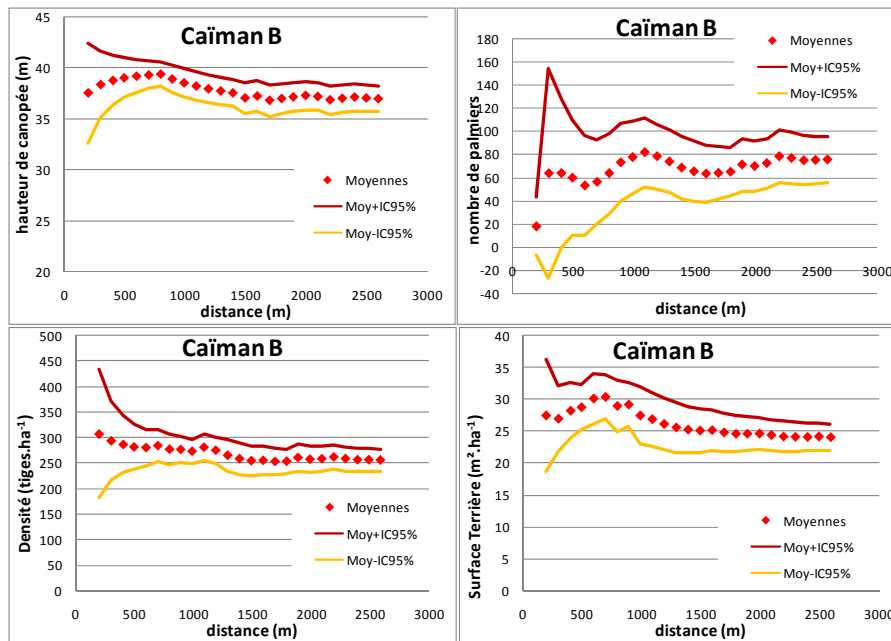 Caïman B
hauteur de canopée (m)
45
40
35
30
25
20
0 500 1000 1500 2000 2500 3000
distance (m)
Moyennes
Moy+IC95%
Moy-IC95%
Caïman B
nombre de palmiers
180
160
140
120
100
80
60
40
20
0
-20
-40
0 500 1000 1500 2000 2500 3000
distance (m)
Moyennes
Moy+IC95%
Moy-IC95%
Caïman B
Densité (tiges.ha⁻¹)
500
450
400
350
300
250
200
150
100
50
0
0 500 1000 1500 2000 2500 3000
distance (m)
Moyennes
Moy+IC95%
Moy-IC95%
Caïman B
Surface Terrière (m².ha⁻¹)
40
35
30
25
20
15
10
5
0
0 500 1000 1500 2000 2500 3000
distance (m)
Moyennes
Moy+IC95%
Moy-IC95%